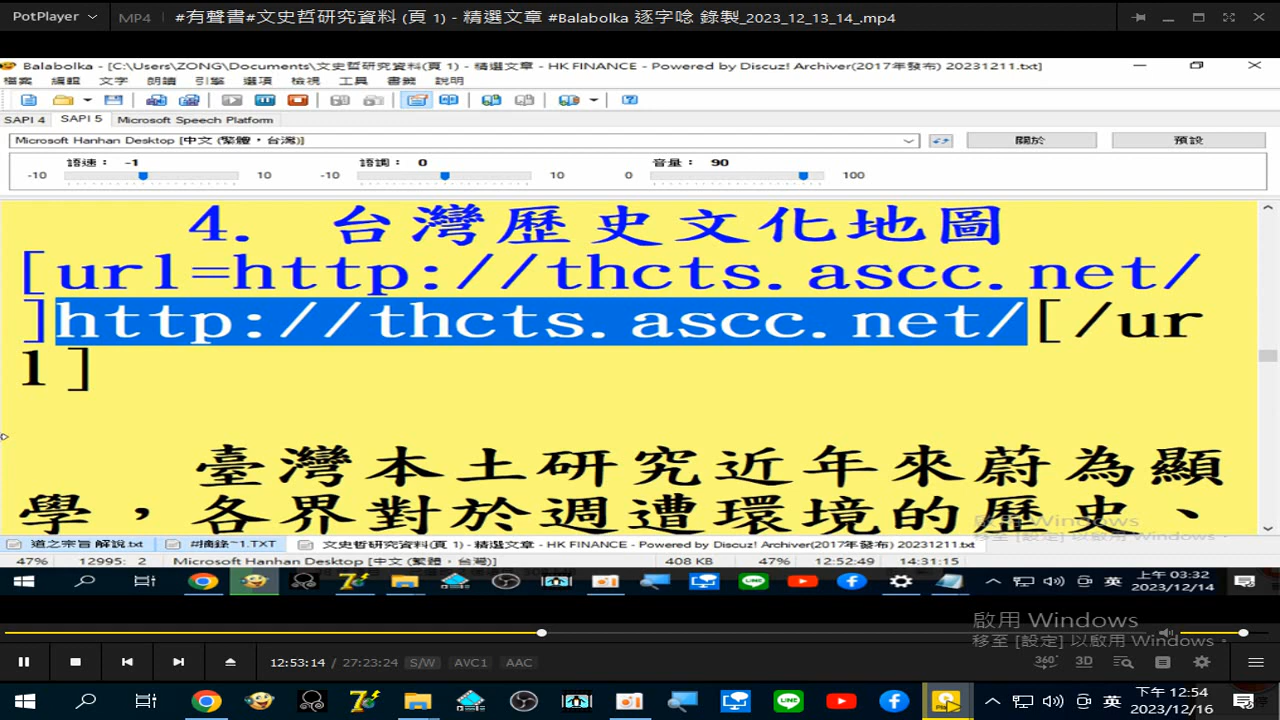 PotPlayer MP4 #有聲書#文史哲研究資料 (頁 1) - 精選文章 #Balabolka 逐字唸 錄製_2023_12_13_14_.mp4
Balabolka - [C:\Users\ZONG\Documents\文史哲研究資料(頁 1) - 精選文章 - HK FINANCE - Powered by Discuz! Archiver(2017年發布) 20231211.txt]
檔案 編輯 文字 朗讀 引擎 選項 檢視 工具 書籤 說明
SAPI 4 SAPI 5 Microsoft Speech Platform
Microsoft Hanhan Desktop [中文 (繁體，台灣)] 關於 預設
語速： -1 語調： 0 音量： 90
-10 10 -10 10 0 100
4. 台灣歷史文化地圖
[url=http://thcts.ascc.net/
]http://thcts.ascc.net/[/ur
l]
臺灣本土研究近年來蔚為顯
學，各界對於週遭環境的歷史、
道之宗旨 解說.txt #摘錄~1.TXT 文史哲研究資料(頁 1) - 精選文章 - HK FINANCE - Powered by Discuz! Archiver(2017年發布) 20231211.txt
47% 12995: 2 Microsoft Hanhan Desktop [中文 (繁體，台灣)] 408 KB 47% 12:52:49 14:31:15
英 上午 03:32
2023/12/14
啟用 Windows
移至 [設定] 以啟用 Windows。
12:53:14 / 27:23:24 S/W AVC1 AAC 360° 3D
英 下午 12:54
2023/12/16